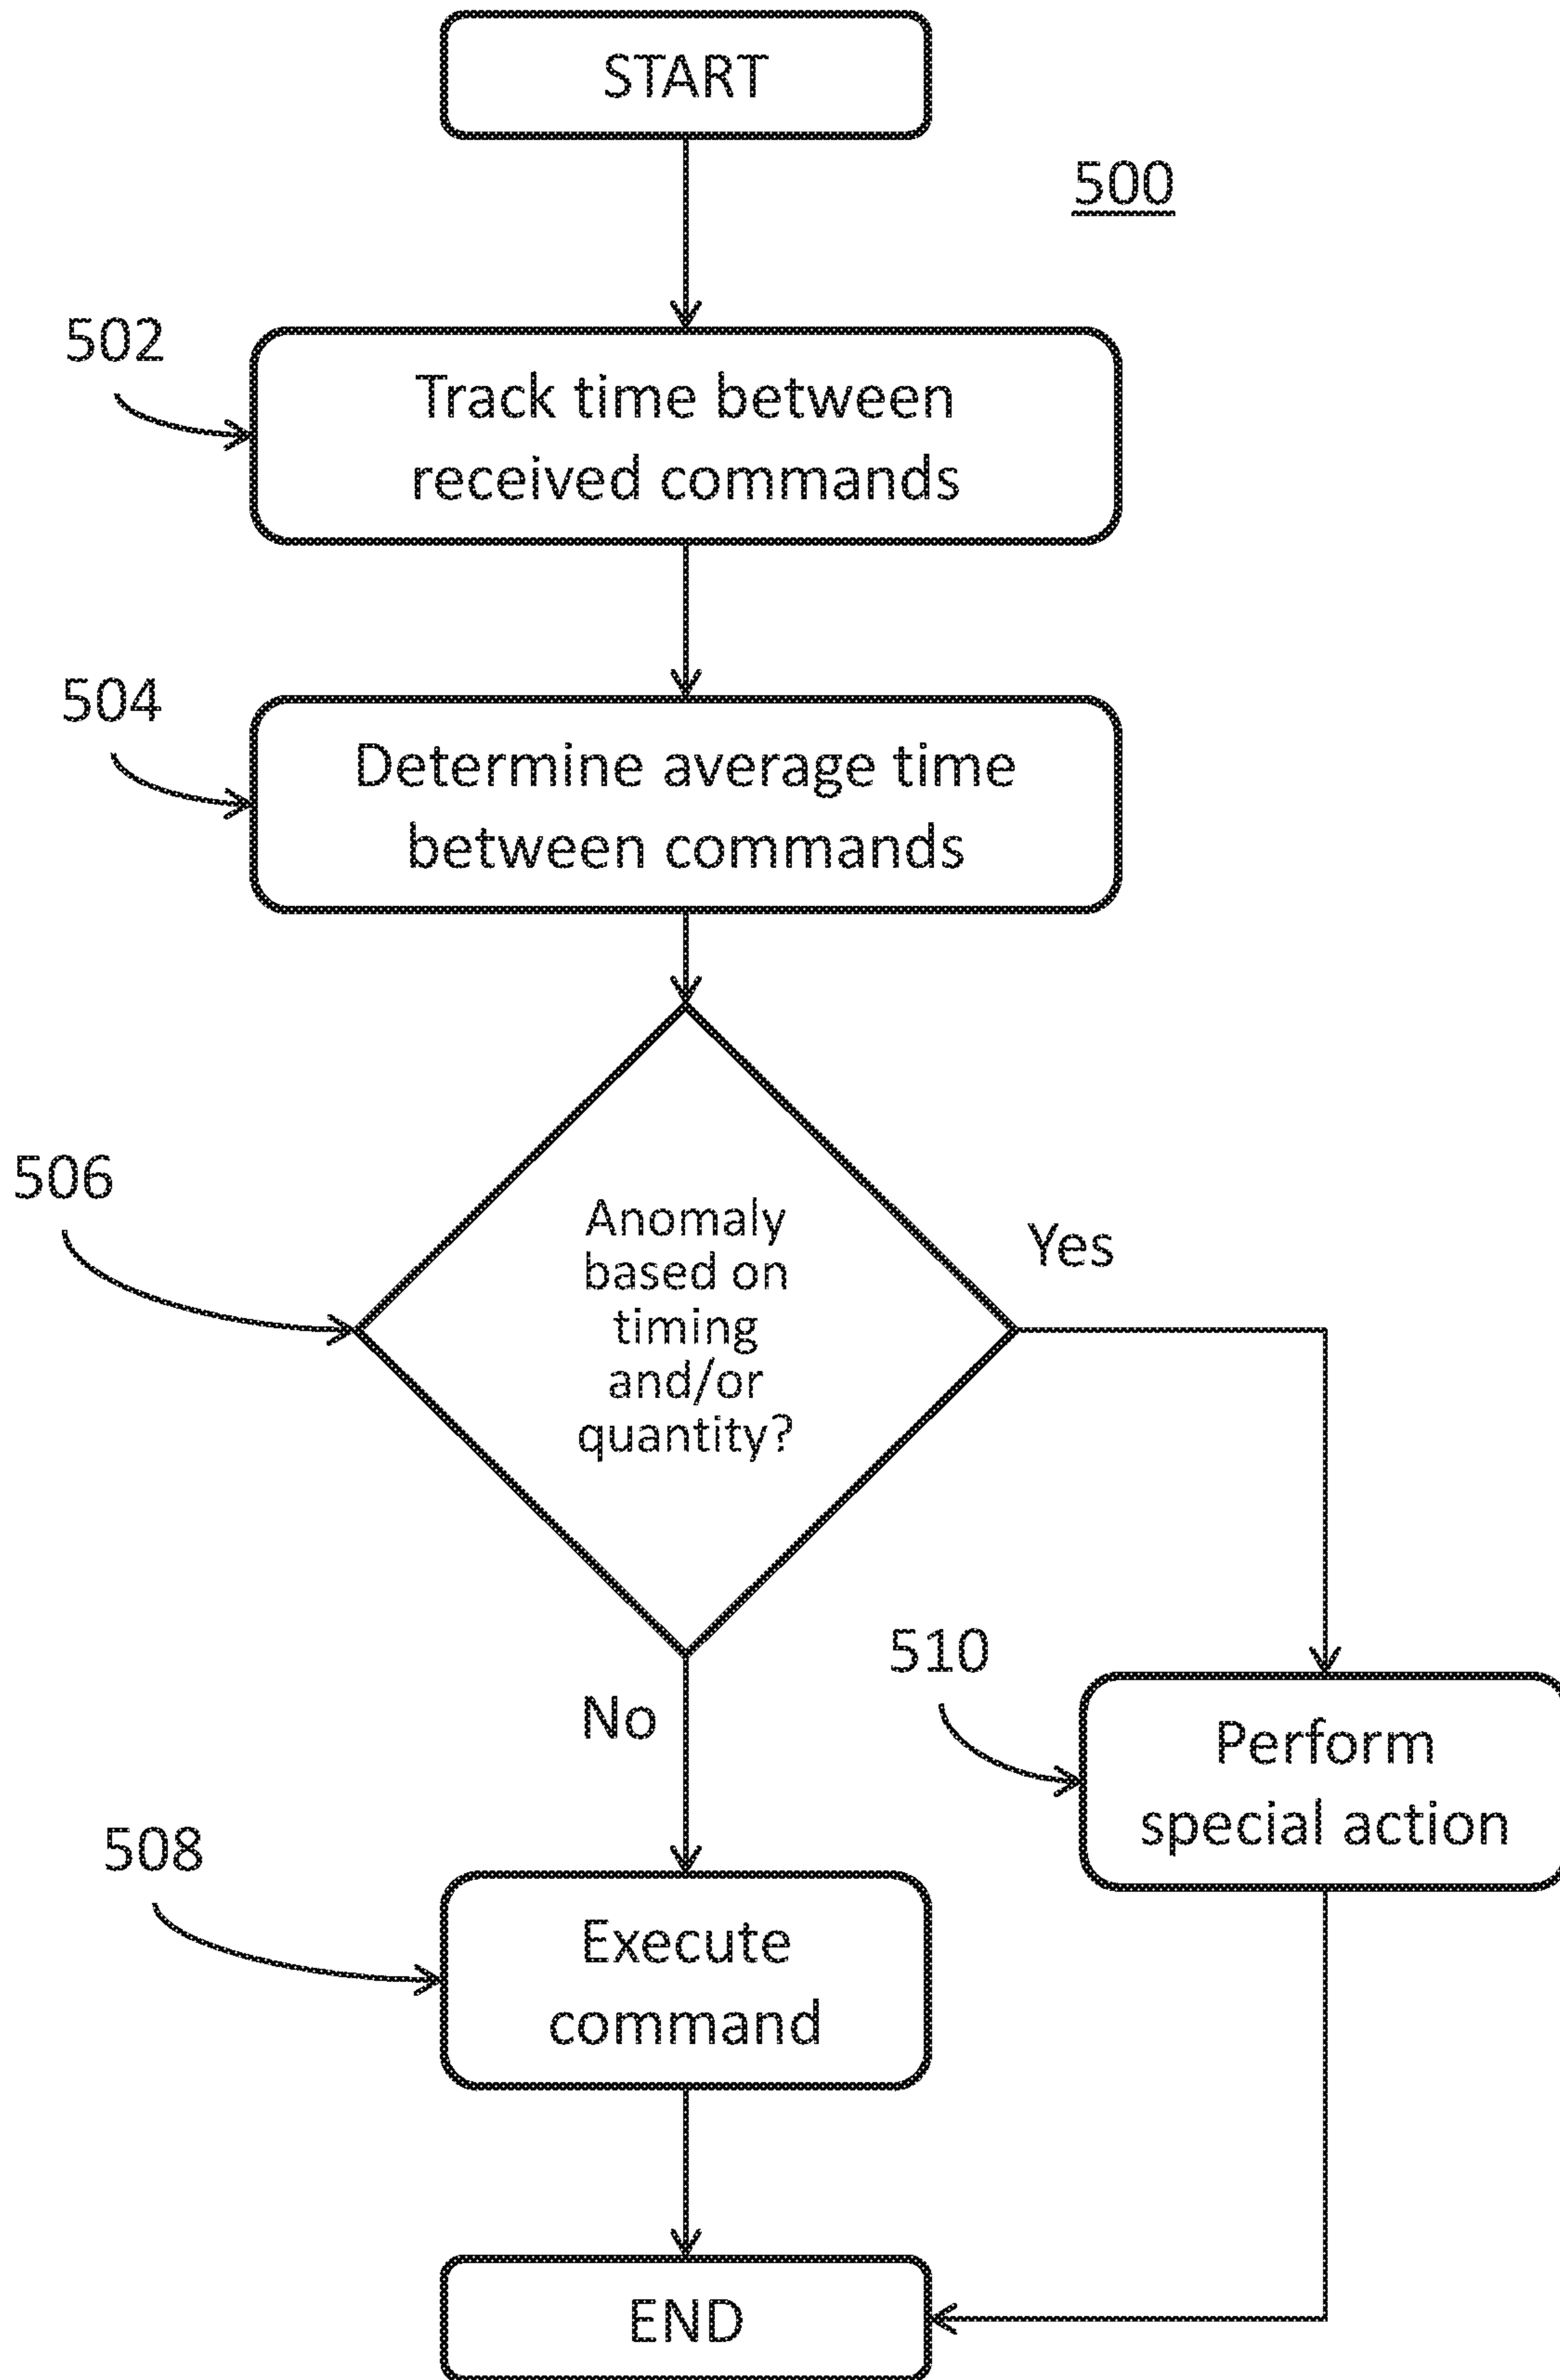 START
500
502
Track time between
received commands
504
Determine average time
between commands
506
Anomaly
based on
timing
and/or
quantity?
Yes
No
510
Perform
special action
508
Execute
command
END